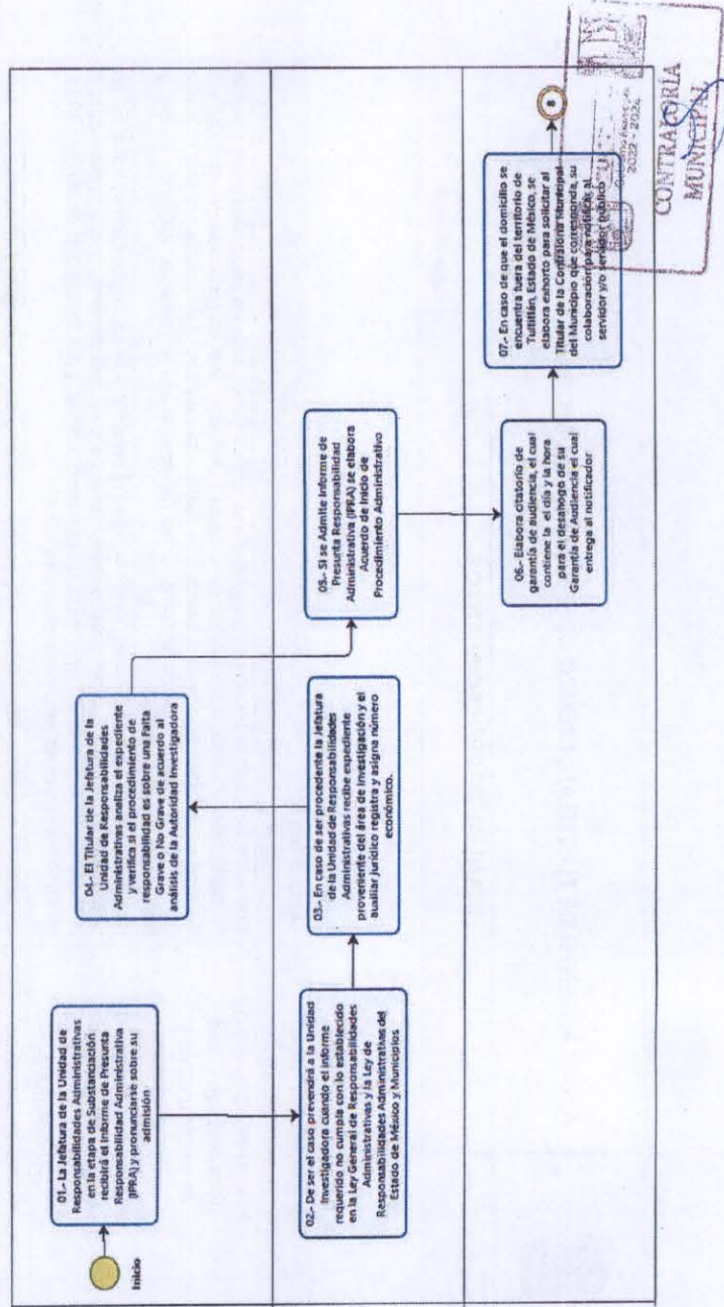 Inicio
01.- La Jefatura de la Unidad de
Responsabilidades Administrativas
en la etapa de Substanciación
recibirá el Informe de Presunta
Responsabilidad Administrativa
(IPRA) y pronunciarse sobre su
admisión
02.- De ser el caso prevendrá a la Unidad
Investigadora cuando el informe
requerido no cumpla con lo establecido
en la Ley General de Responsabilidades
Administrativas y la Ley de
Responsabilidades Administrativas del
Estado de México y Municipios
03.- En caso de ser procedente la Jefatura
de la Unidad de Responsabilidades
Administrativas recibe expediente
proveniente del área de investigación y el
auxiliar jurídico registra y asigna número
económico.
04.- El Titular de la Jefatura de la
Unidad de Responsabilidades
Administrativas analiza el expediente
y verifica si el procedimiento de
responsabilidad es sobre una Falta
Grave o No Grave de acuerdo al
análisis de la Autoridad Investigadora
05.- Si se Admite Informe de
Presunta Responsabilidad
Administrativa (IPRA) se elabora
Acuerdo de Inicio de
Procedimiento Administrativo
06.- Elabora citatorio de
garantía de audiencia, el cual
contiene la el día y la hora
para el desahogo de su
Garantía de Audiencia el cual
entrega al notificador
07.- En caso de que el domicilio se
encuentra fuera del territorio de
Tultitlán, Estado de México, se
elabora exhorto para solicitar al
Titular de la Contraloría Municipal
del Municipio que corresponda, su
colaboración para notificar al
servidor y/o servidor público
2022 - 2024
CONTRALORÍA
MUNICIPAL